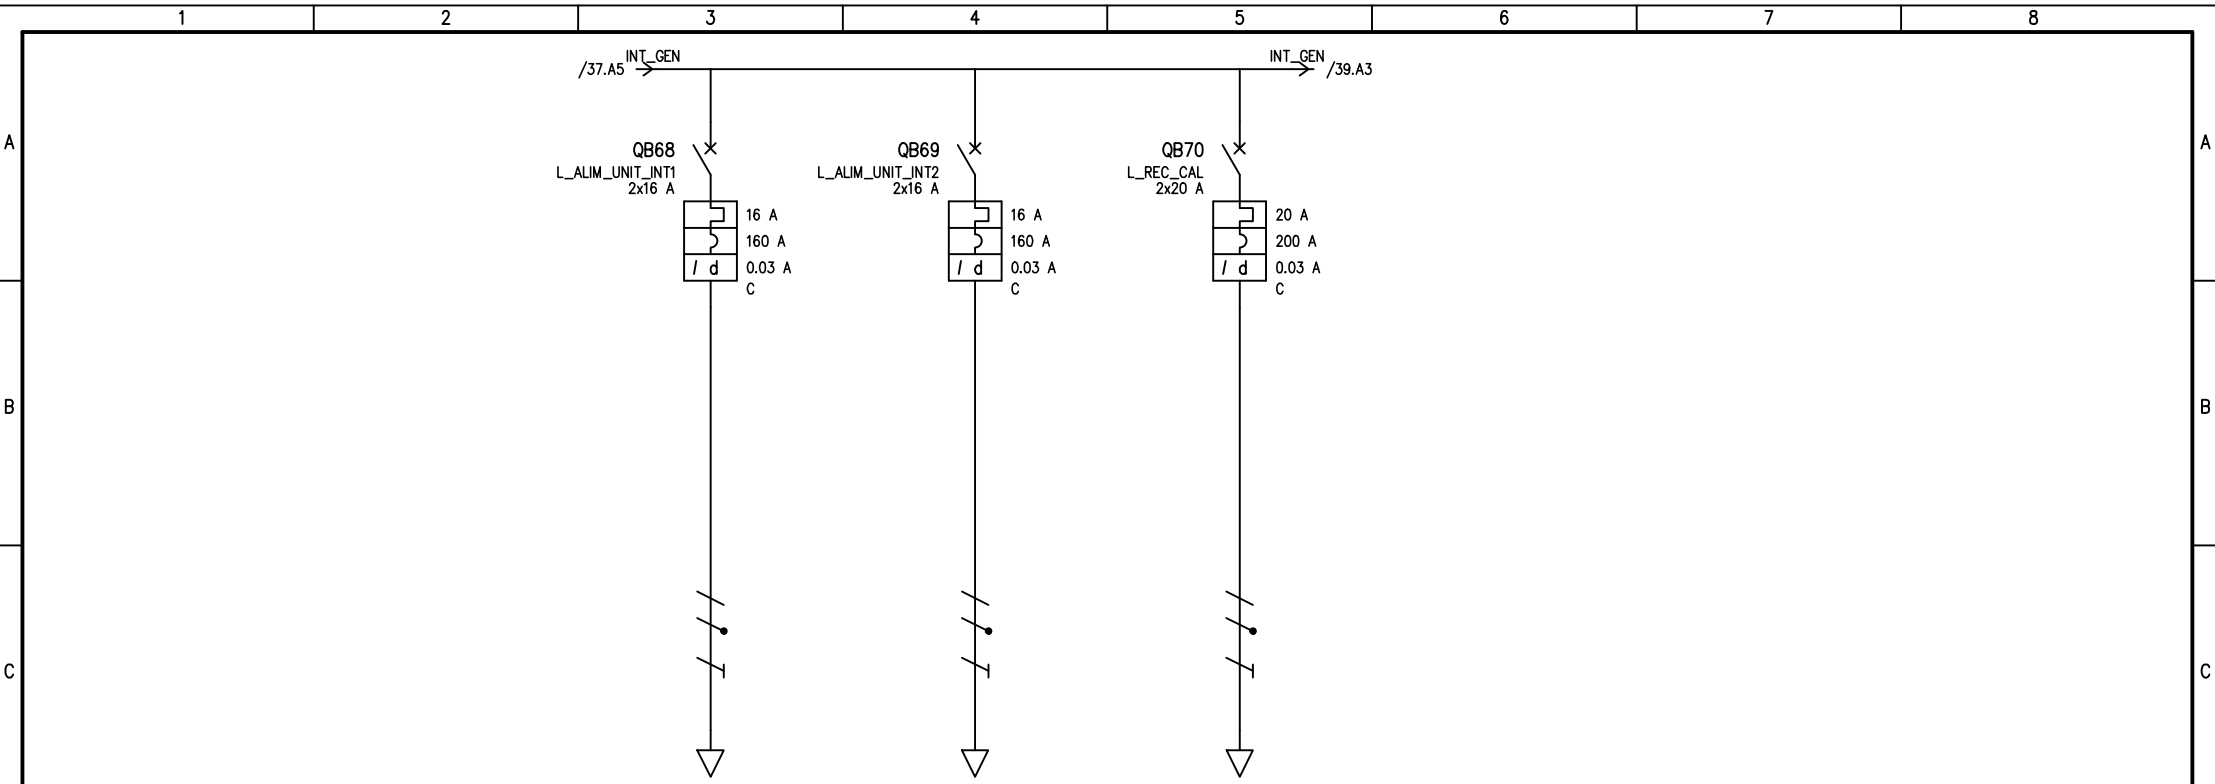 1 2 3 4 5 6 7 8
INT_GEN INT_GEN
/37.A5 /39.A3
A A
QB68 QB69 QB70
L_ALIM_UNIT_INT1 L_ALIM_UNIT_INT2 L_REC_CAL
2x16 A 2x16 A 2x20 A
16 A 16 A 20 A
160 A 160 A 200 A
I d 0.03 A I d 0.03 A I d 0.03 A
C C C
B B
C C